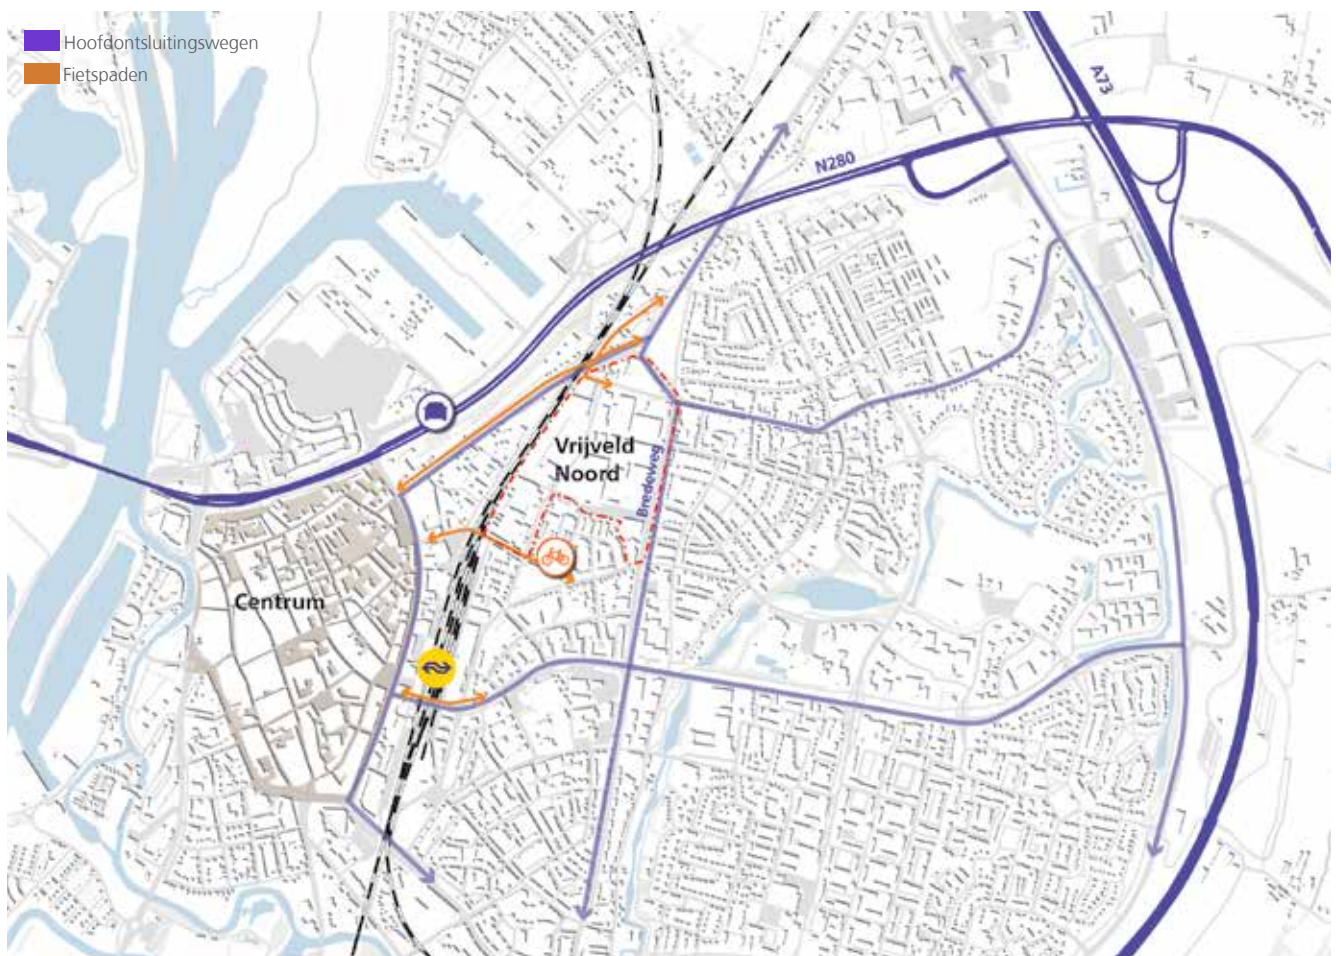 Hoofdontsluitingswegen
Fietspaden
A73
N280
Vrijveld
Noord
Bredeweg
Centrum